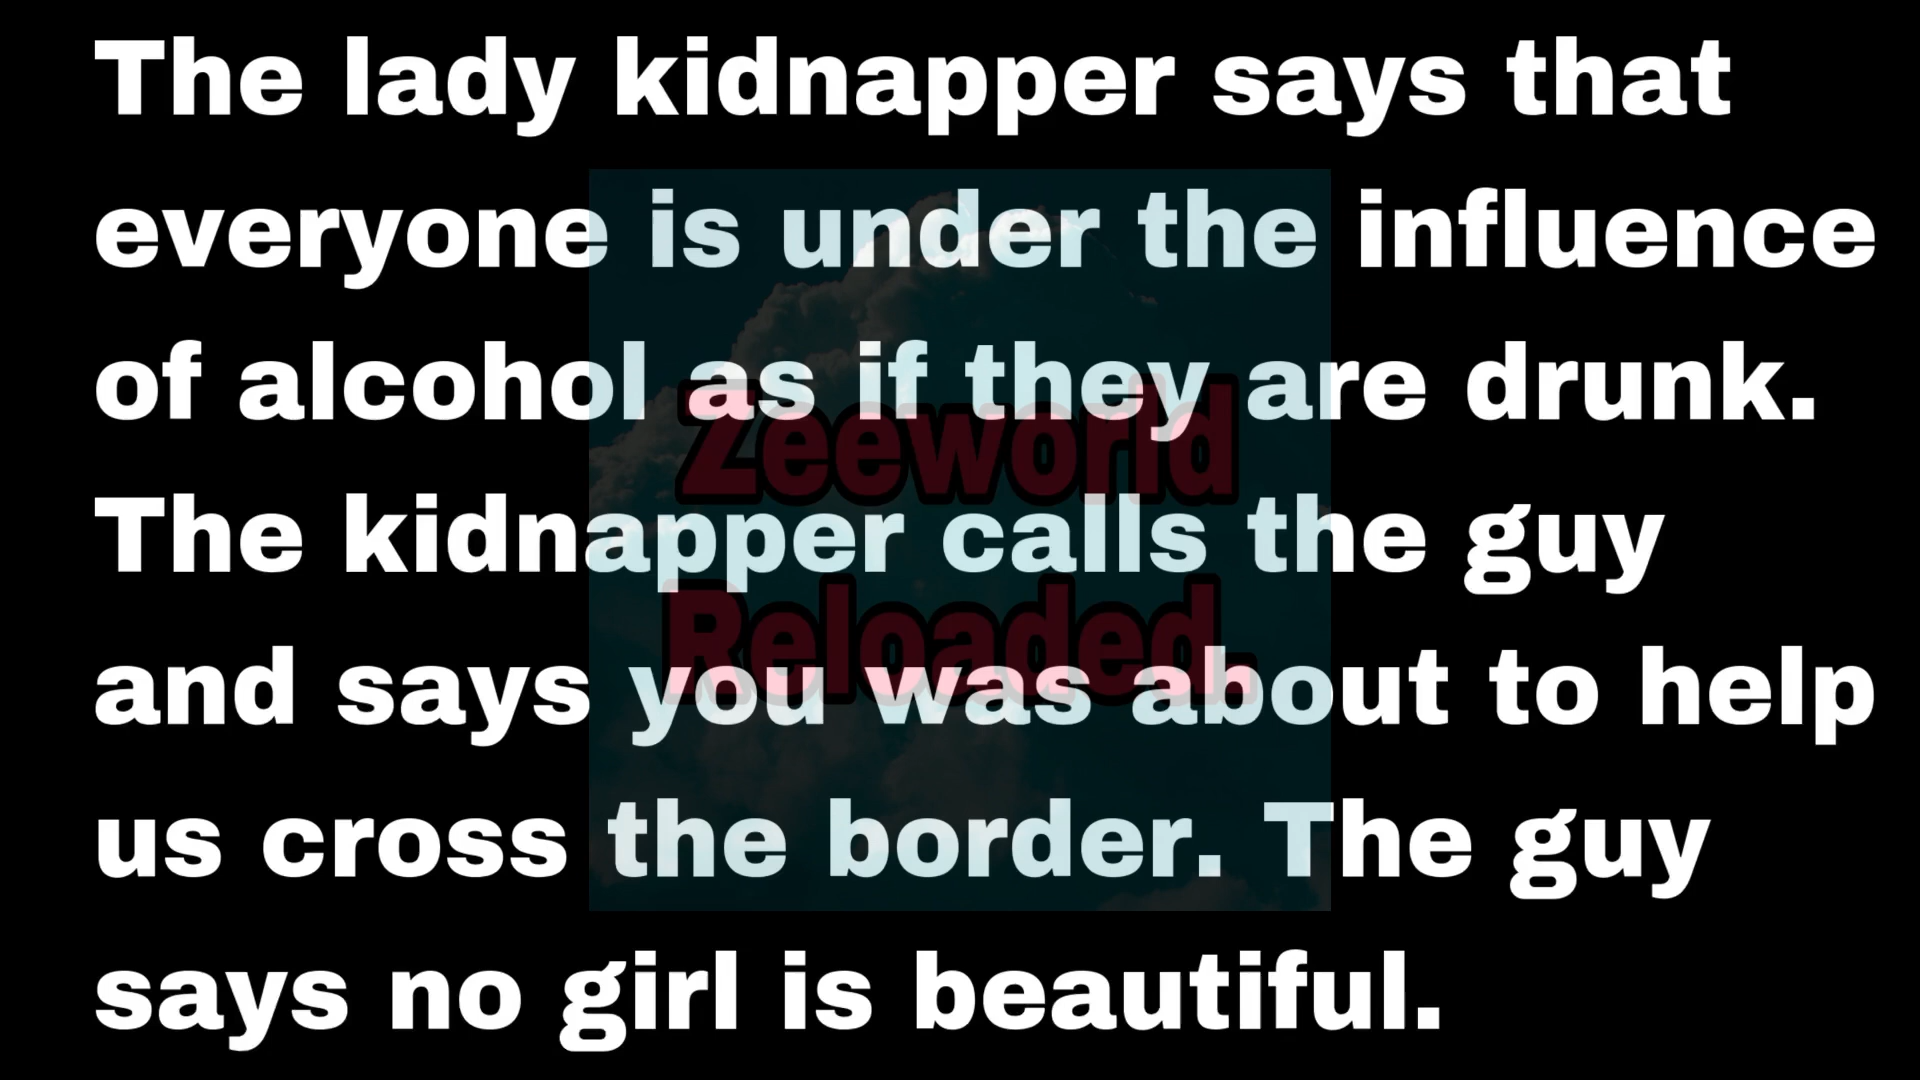 The lady kidnapper says that
everyone is under the influence
of alcohol as if they are drunk.
Zeeworld
The kidnapper calls the guy
Reloaded.
and says you was about to help
us cross the border. The guy
says no girl is beautiful.